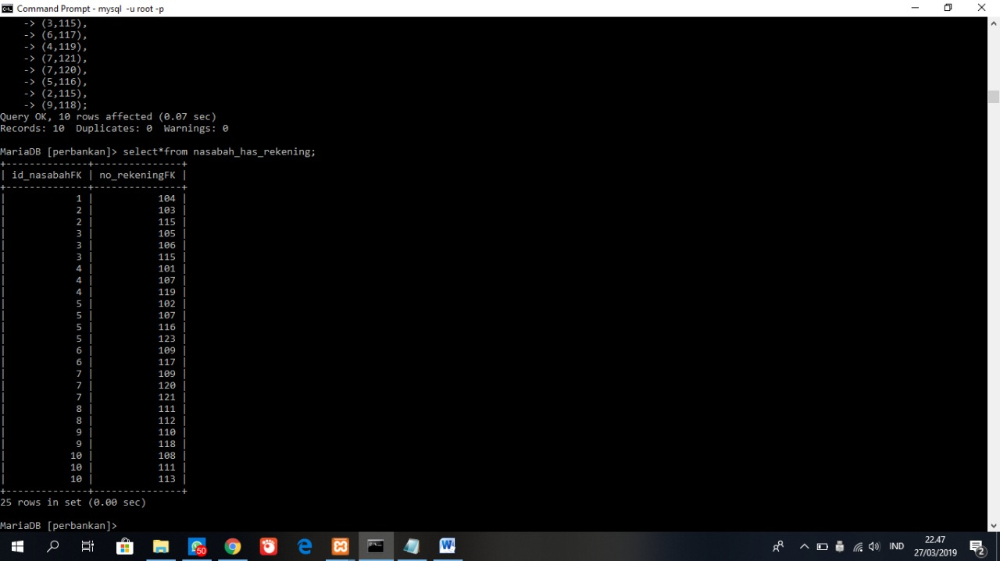 Command Prompt - mysql  -u root -p
    -> (3,115),
    -> (6,117),
    -> (4,119),
    -> (7,121),
    -> (7,120),
    -> (5,116),
    -> (2,115),
    -> (9,118);
Query OK, 10 rows affected (0.07 sec)
Records: 10  Duplicates: 0  Warnings: 0
MariaDB [perbankan]> select*from nasabah_has_rekening;
+--------------+---------------+
| id_nasabahFK | no_rekeningFK |
+--------------+---------------+
|            1 |           104 |
|            2 |           103 |
|            2 |           115 |
|            3 |           105 |
|            3 |           106 |
|            3 |           115 |
|            4 |           101 |
|            4 |           107 |
|            4 |           119 |
|            5 |           102 |
|            5 |           107 |
|            5 |           116 |
|            5 |           123 |
|            6 |           109 |
|            6 |           117 |
|            7 |           109 |
|            7 |           120 |
|            7 |           121 |
|            8 |           111 |
|            8 |           112 |
|            9 |           110 |
|            9 |           118 |
|           10 |           108 |
|           10 |           111 |
|           10 |           113 |
+--------------+---------------+
25 rows in set (0.00 sec)
MariaDB [perbankan]>
50
IND
22.47
27/03/2019
2